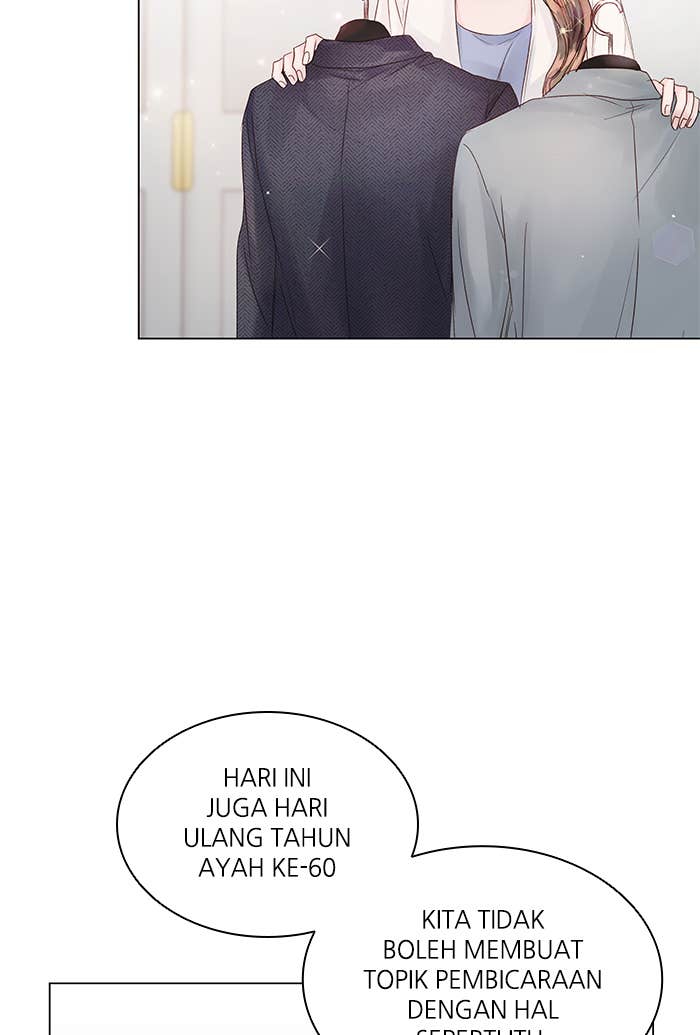 HARI INI
JUGA HARI
ULANG TAHUN
AYAH KE-60
KITA TIDAK
BOLEH MEMBUAT
TOPIK PEMBICARAAN
DENGAN HAL